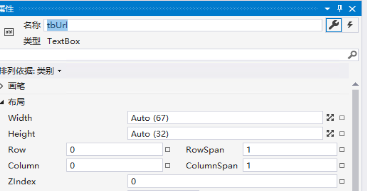 属性
名称 tbUrl
类型 TextBox
排列依据: 类别
画笔
布局
Width Auto (67)
Height Auto (32)
Row 0 RowSpan 1
Column 0 ColumnSpan 1
ZIndex 0